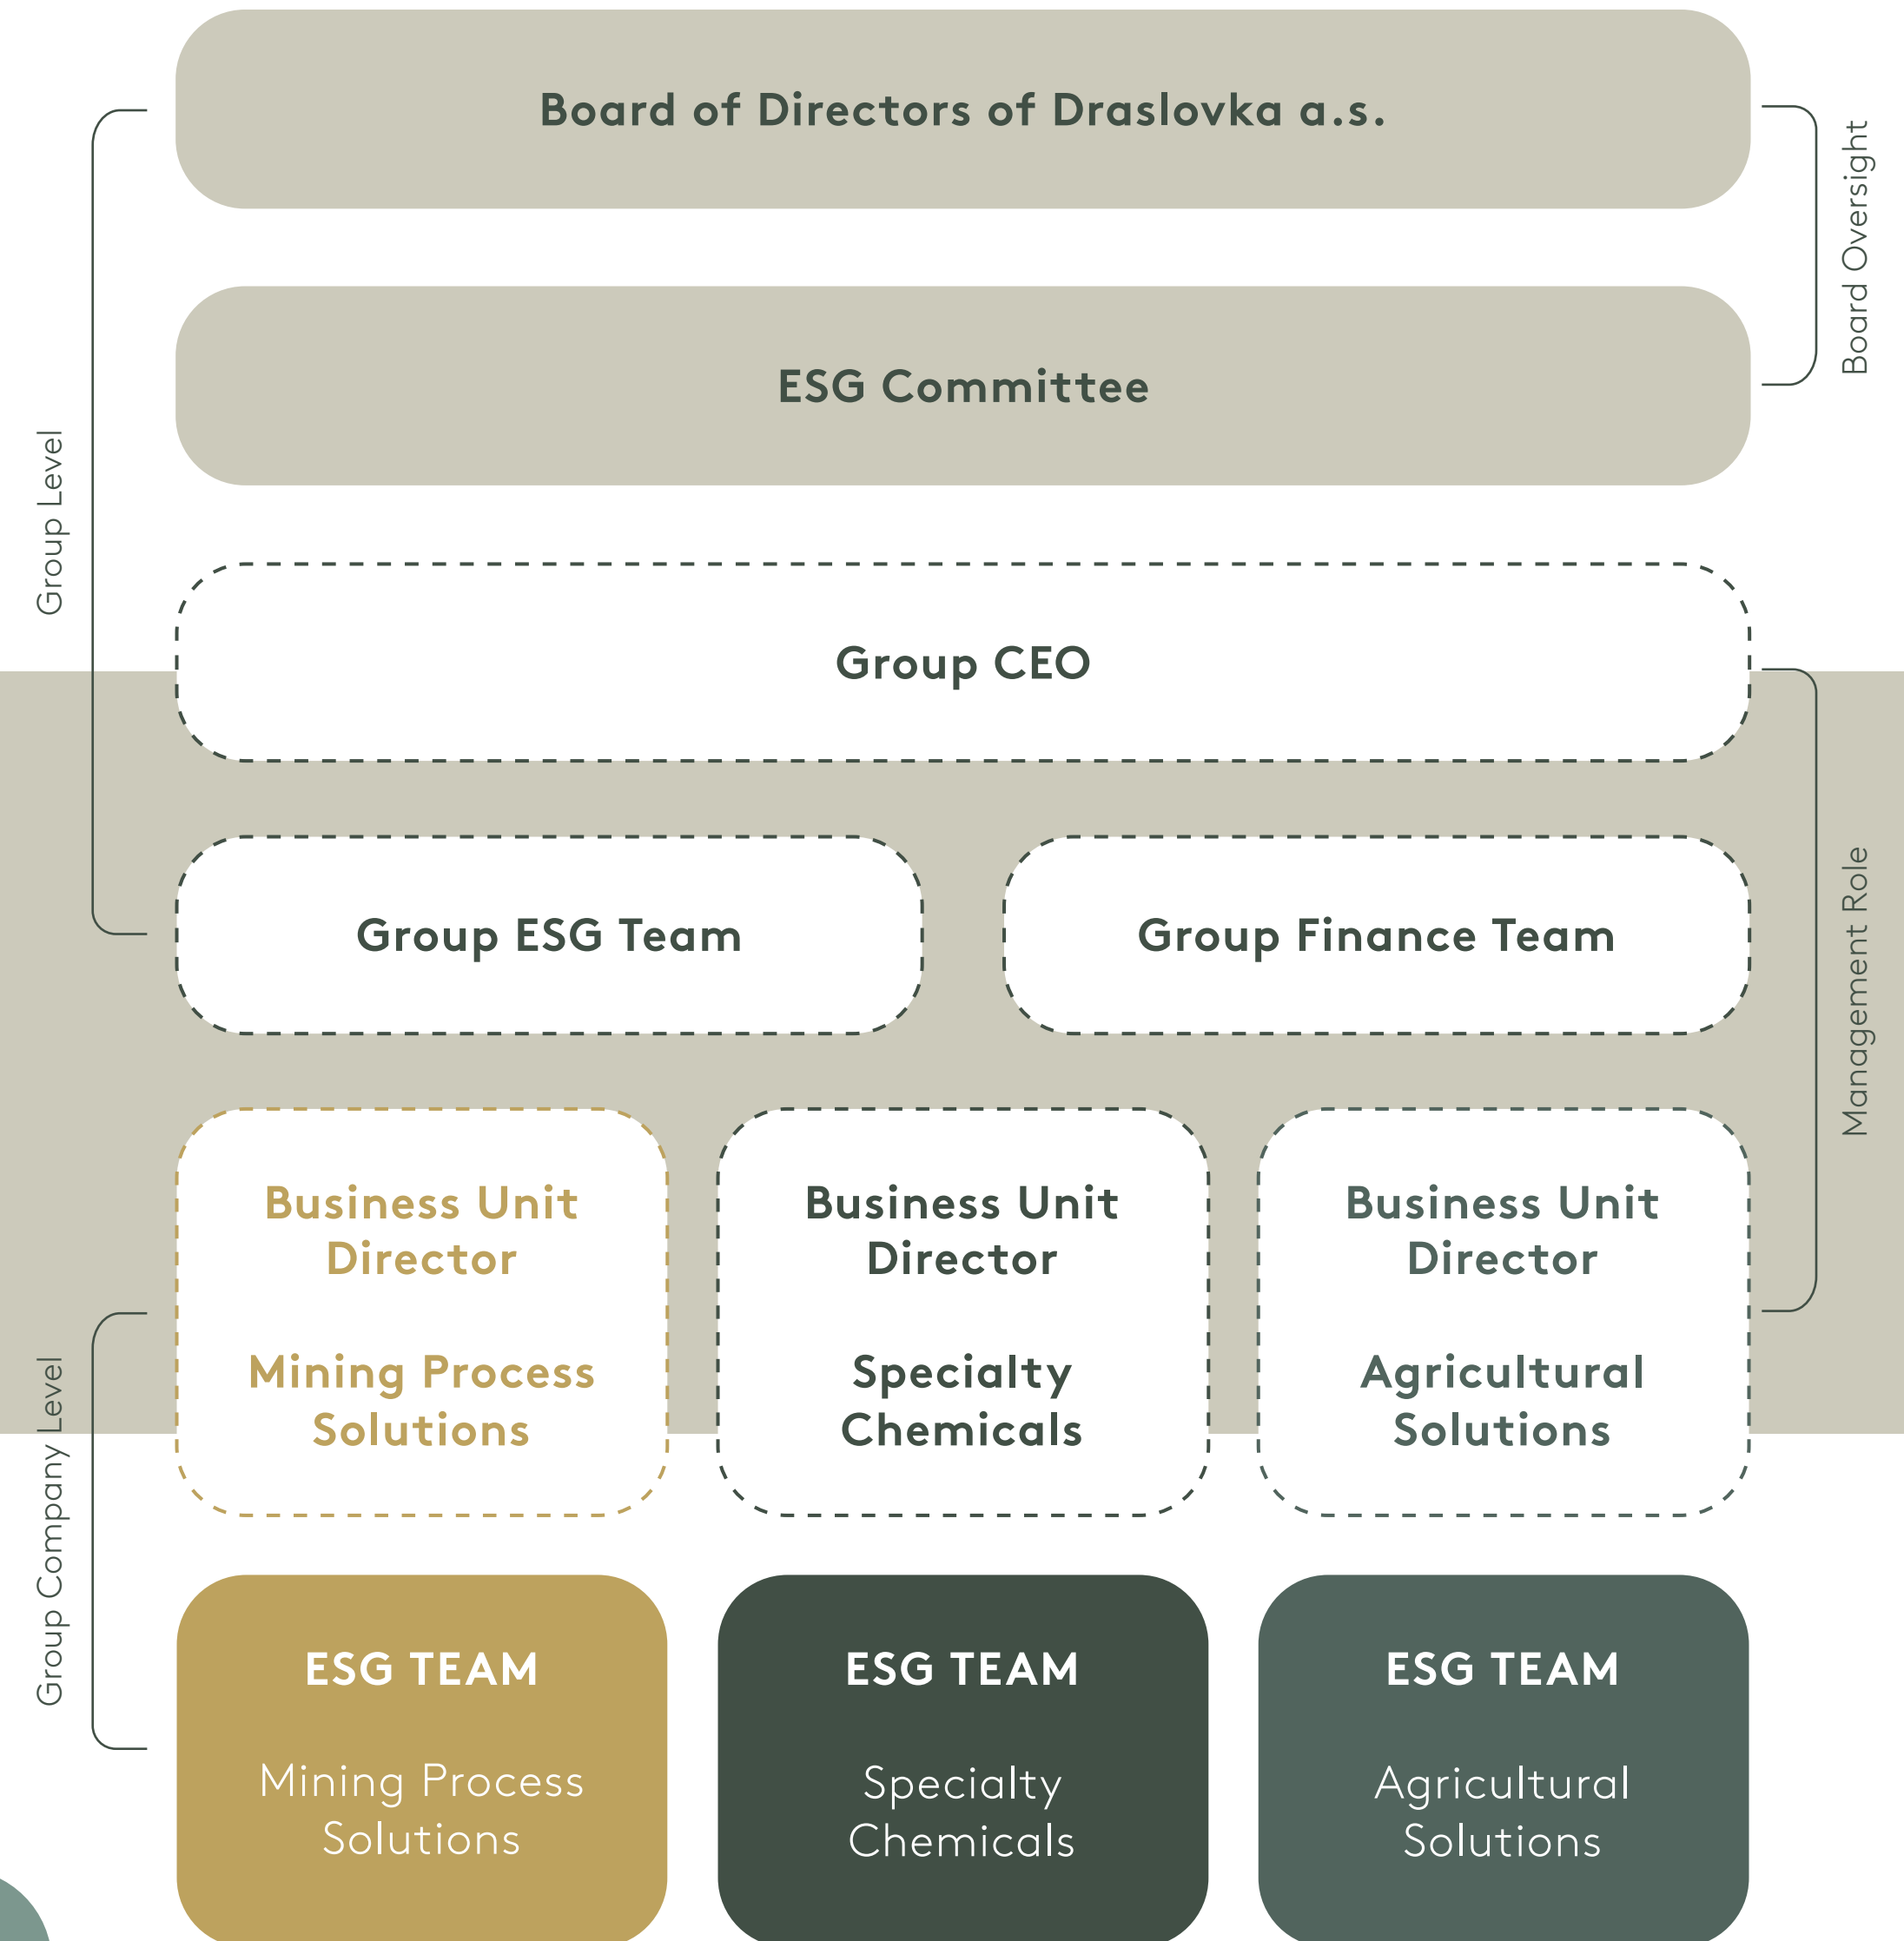 Board of Directors of Draslovka a.s.
Board Oversight
ESG Committee
Group Level
Group CEO
Group ESG Team
Group Finance Team
Management Role
Business Unit
Director
Mining Process
Solutions
Business Unit
Director
Specialty
Chemicals
Business Unit
Director
Agricultural
Solutions
Group Company Level
ESG TEAM
Mining Process
Solutions
ESG TEAM
Specialty
Chemicals
ESG TEAM
Agricultural
Solutions